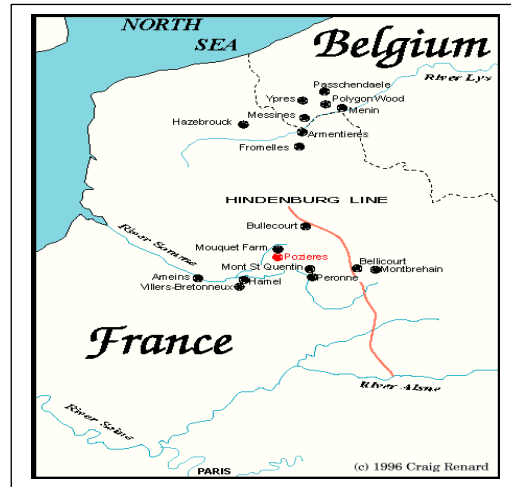 NORTH
SEA
Belgium
Passchendaele
River Lys
Ypres
Polygon Wood
Menin
Messines
Hazebrouck
Armentieres
Fromelles
HINDENBURG LINE
Bullecourt
River Somme
Mouquet Farm
Pozieres
Bellicourt
Mont St Quentin
Montbrehain
Ameins
Hamel
Peronne
Villers-Bretonneux
France
River Aisne
River Seine
PARIS
(c) 1996 Craig Renard